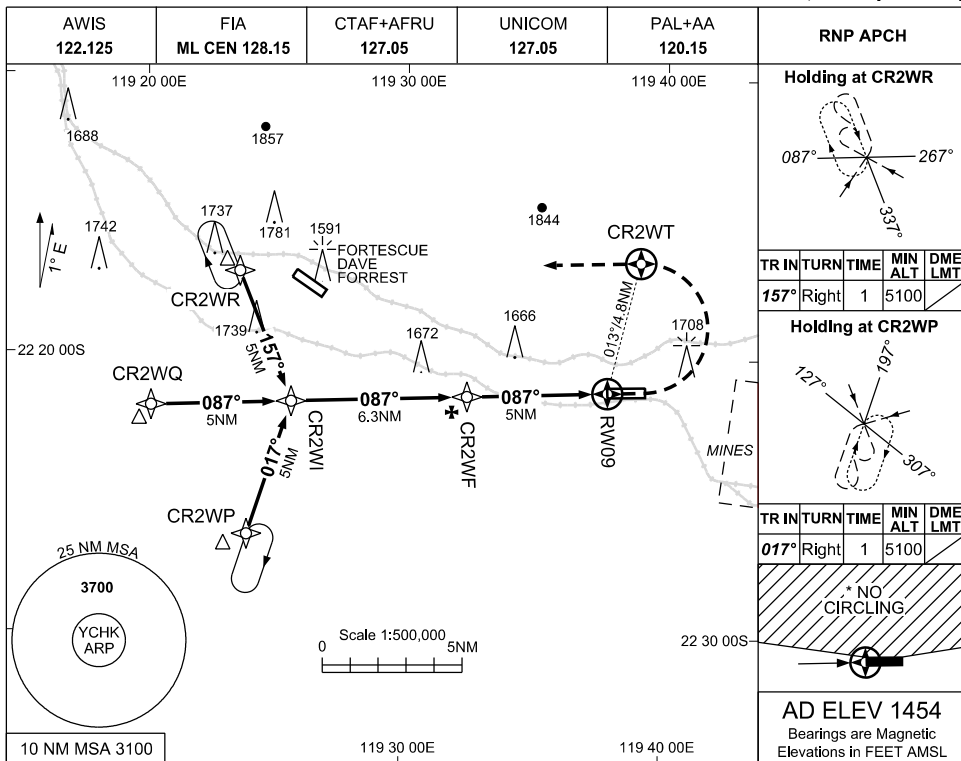 AWIS
122.125
FIA
ML CEN 128.15
CTAF+AFRU
127.05
UNICOM
127.05
PAL+AA
120.15
RNP APCH
119 20 00E
119 30 00E
119 40 00E
Holding at CR2WR
087°
267°
337°
TR IN TURN TIME MIN ALT DME LMT
157° Right 1 5100
Holding at CR2WP
197°
127°
307°
TR IN TURN TIME MIN ALT DME LMT
017° Right 1 5100
* NO
CIRCLING
AD ELEV 1454
Bearings are Magnetic
Elevations in FEET AMSL
1688
1857
1742
1° E
1737
1781
1591
FORTESCUE
DAVE
FORREST
1844
CR2WT
CR2WR
1739
157°
5NM
1672
1666
013°/4.8NM
1708
22 20 00S
CR2WQ
087°
5NM
CR2WI
087°
6.3NM
CR2WF
087°
5NM
RW09
MINES
017°
5NM
CR2WP
25 NM MSA
3700
YCHK
ARP
Scale 1:500,000
0
5NM
22 30 00S
10 NM MSA 3100
119 30 00E
119 40 00E